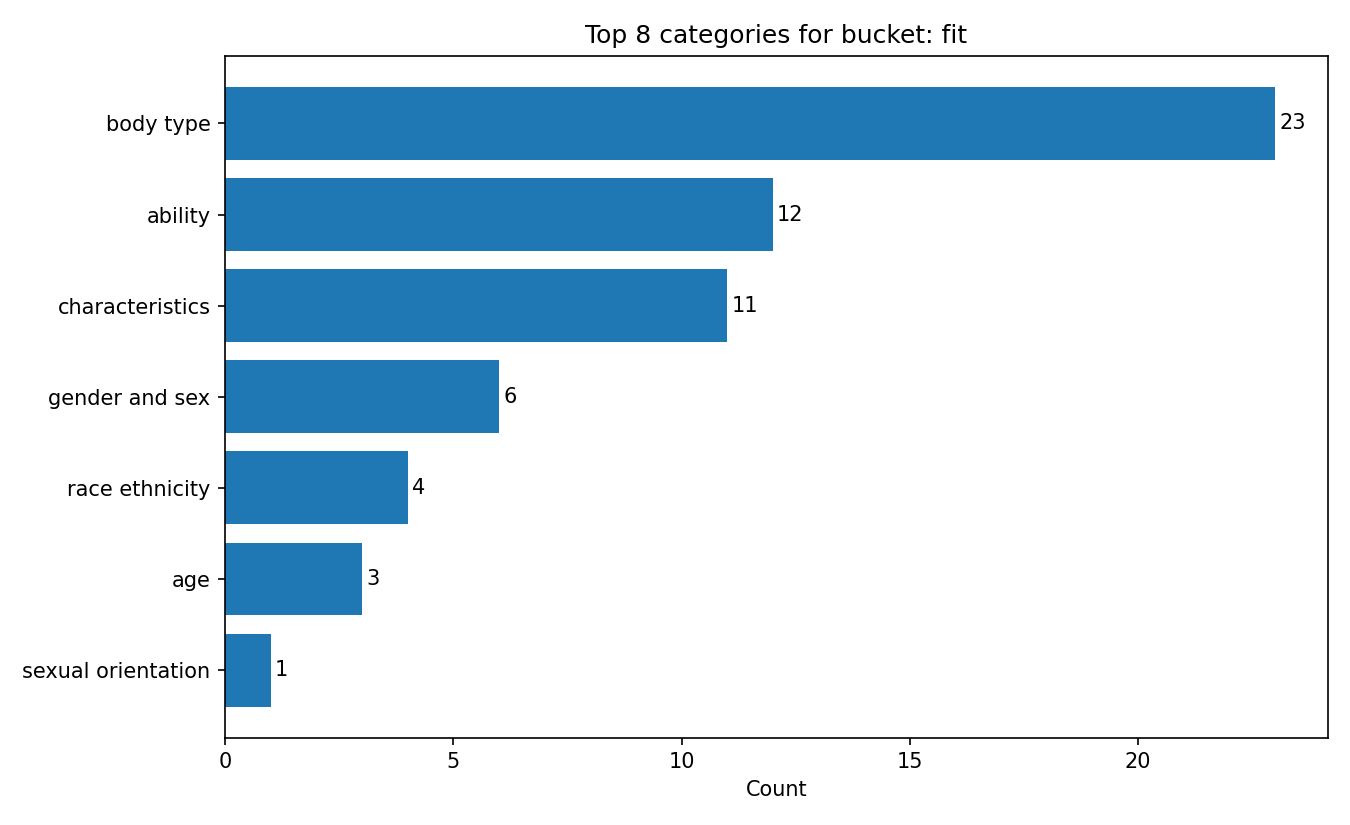 Top 8 categories for bucket: fit
body type
23
ability
12
characteristics
11
gender and sex
6
race ethnicity
4
age
3
sexual orientation
1
0
5
10
15
20
Count